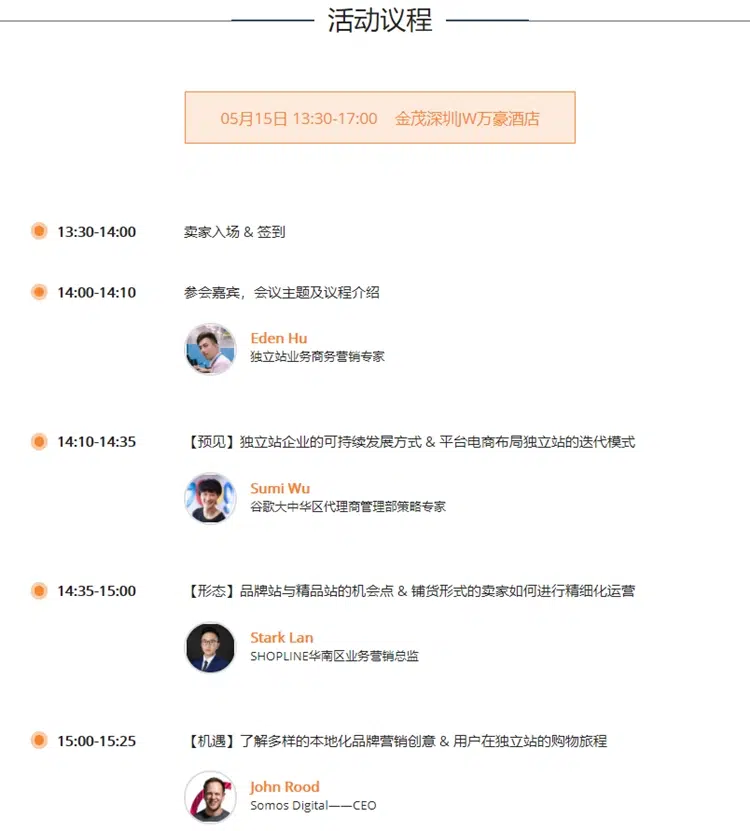 活动议程
05月15日 13:30-17:00 金茂深圳JW万豪酒店
13:30-14:00 卖家入场 & 签到
14:00-14:10 参会嘉宾，会议主题及议程介绍
Eden Hu
独立站业务商务营销专家
14:10-14:35 【预见】独立站企业的可持续发展方式 & 平台电商布局独立站的迭代模式
Sumi Wu
谷歌大中华区代理商管理部策略专家
14:35-15:00 【形态】品牌站与精品站的机会点 & 铺货形式的卖家如何进行精细化运营
Stark Lan
SHOPLINE华南区业务营销总监
15:00-15:25 【机遇】了解多样的本地化品牌营销创意 & 用户在独立站的购物旅程
John Rood
Somos Digital——CEO